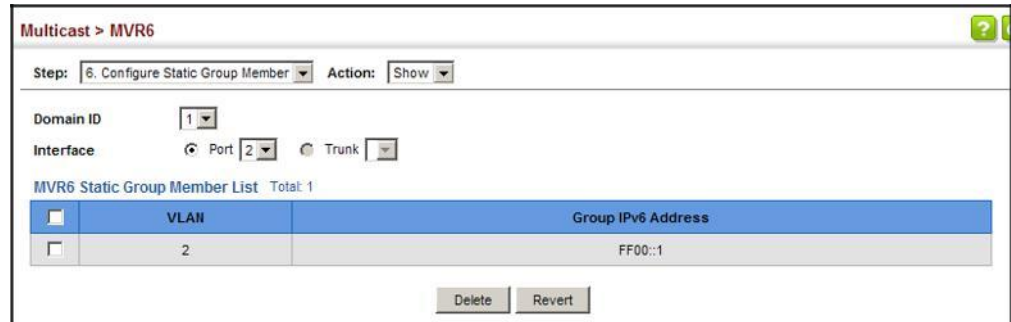 Multicast > MVR6 ?
Step: 6. Configure Static Group Member Action: Show
Domain ID 1
Interface Port 2 Trunk
MVR6 Static Group Member List Total: 1
VLAN Group IPv6 Address
2 FF00::1
Delete Revert